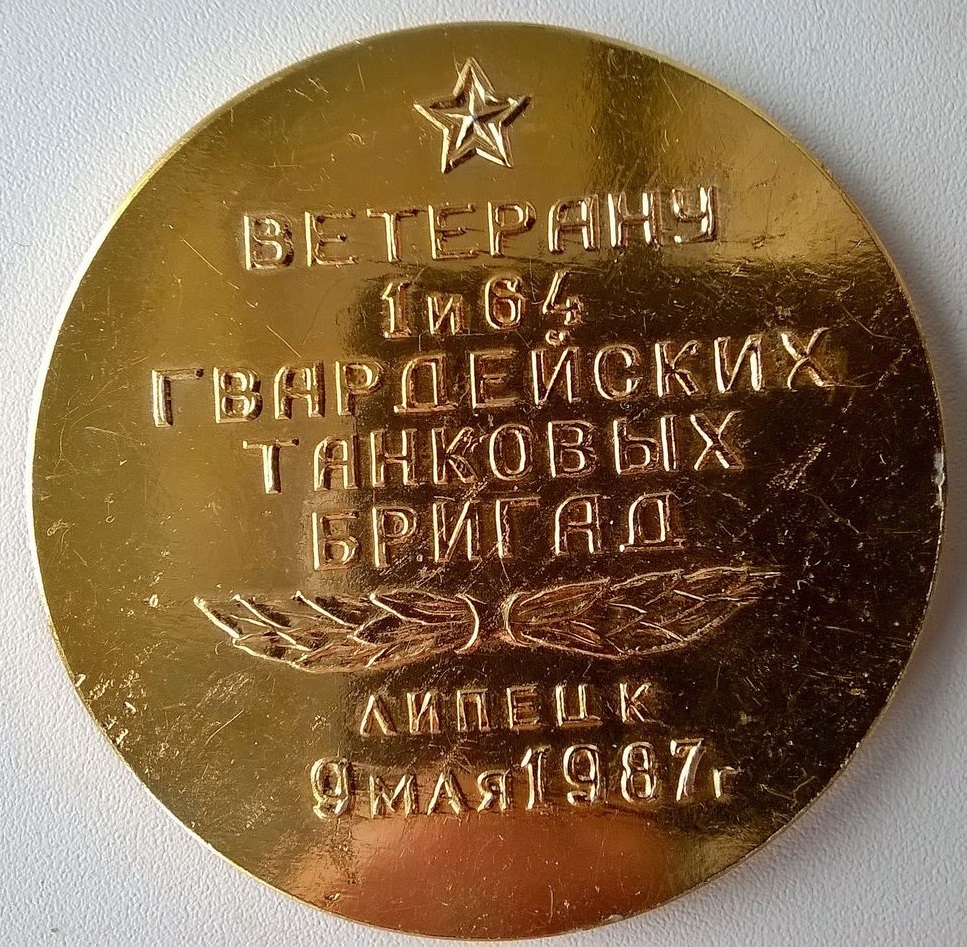 ВЕТЕРАНУ
1 и 64
ГВАРДЕЙСКИХ
ТАНКОВЫХ
БРИГАД
ЛИПЕЦК
9 МАЯ 1987 г